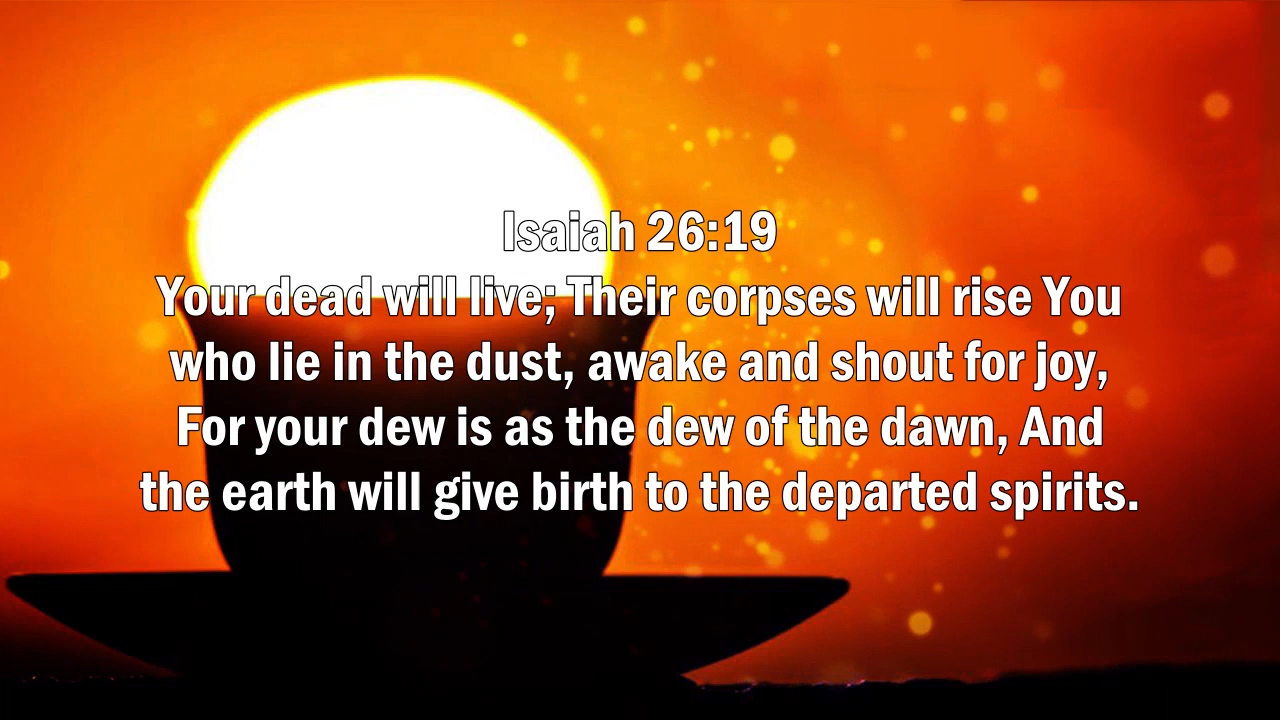 Isaiah 26:19
Your dead will live; Their corpses will rise You
who lie in the dust, awake and shout for joy,
For your dew is as the dew of the dawn, And
the earth will give birth to the departed spirits.